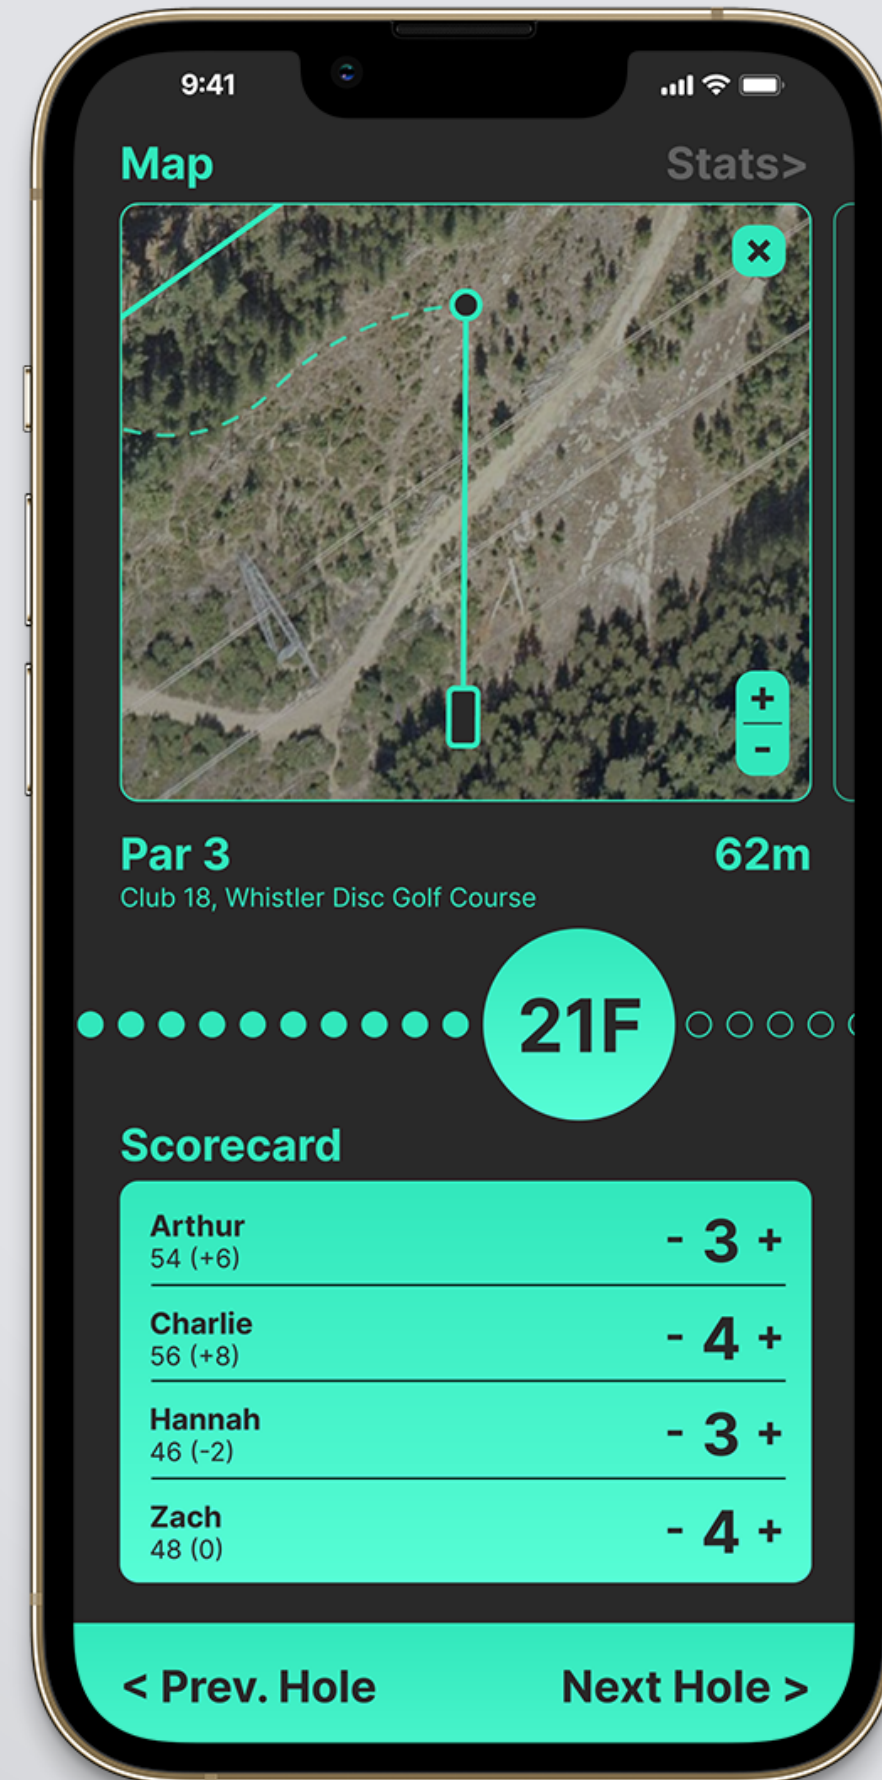 9:41
Map
Stats>
×
+
-
Par 3
62m
Club 18, Whistler Disc Golf Course
21F
Scorecard
Arthur
- 3 +
54 (+6)
Charlie
- 4 +
56 (+8)
Hannah
- 3 +
46 (-2)
Zach
- 4 +
48 (0)
< Prev. Hole
Next Hole >